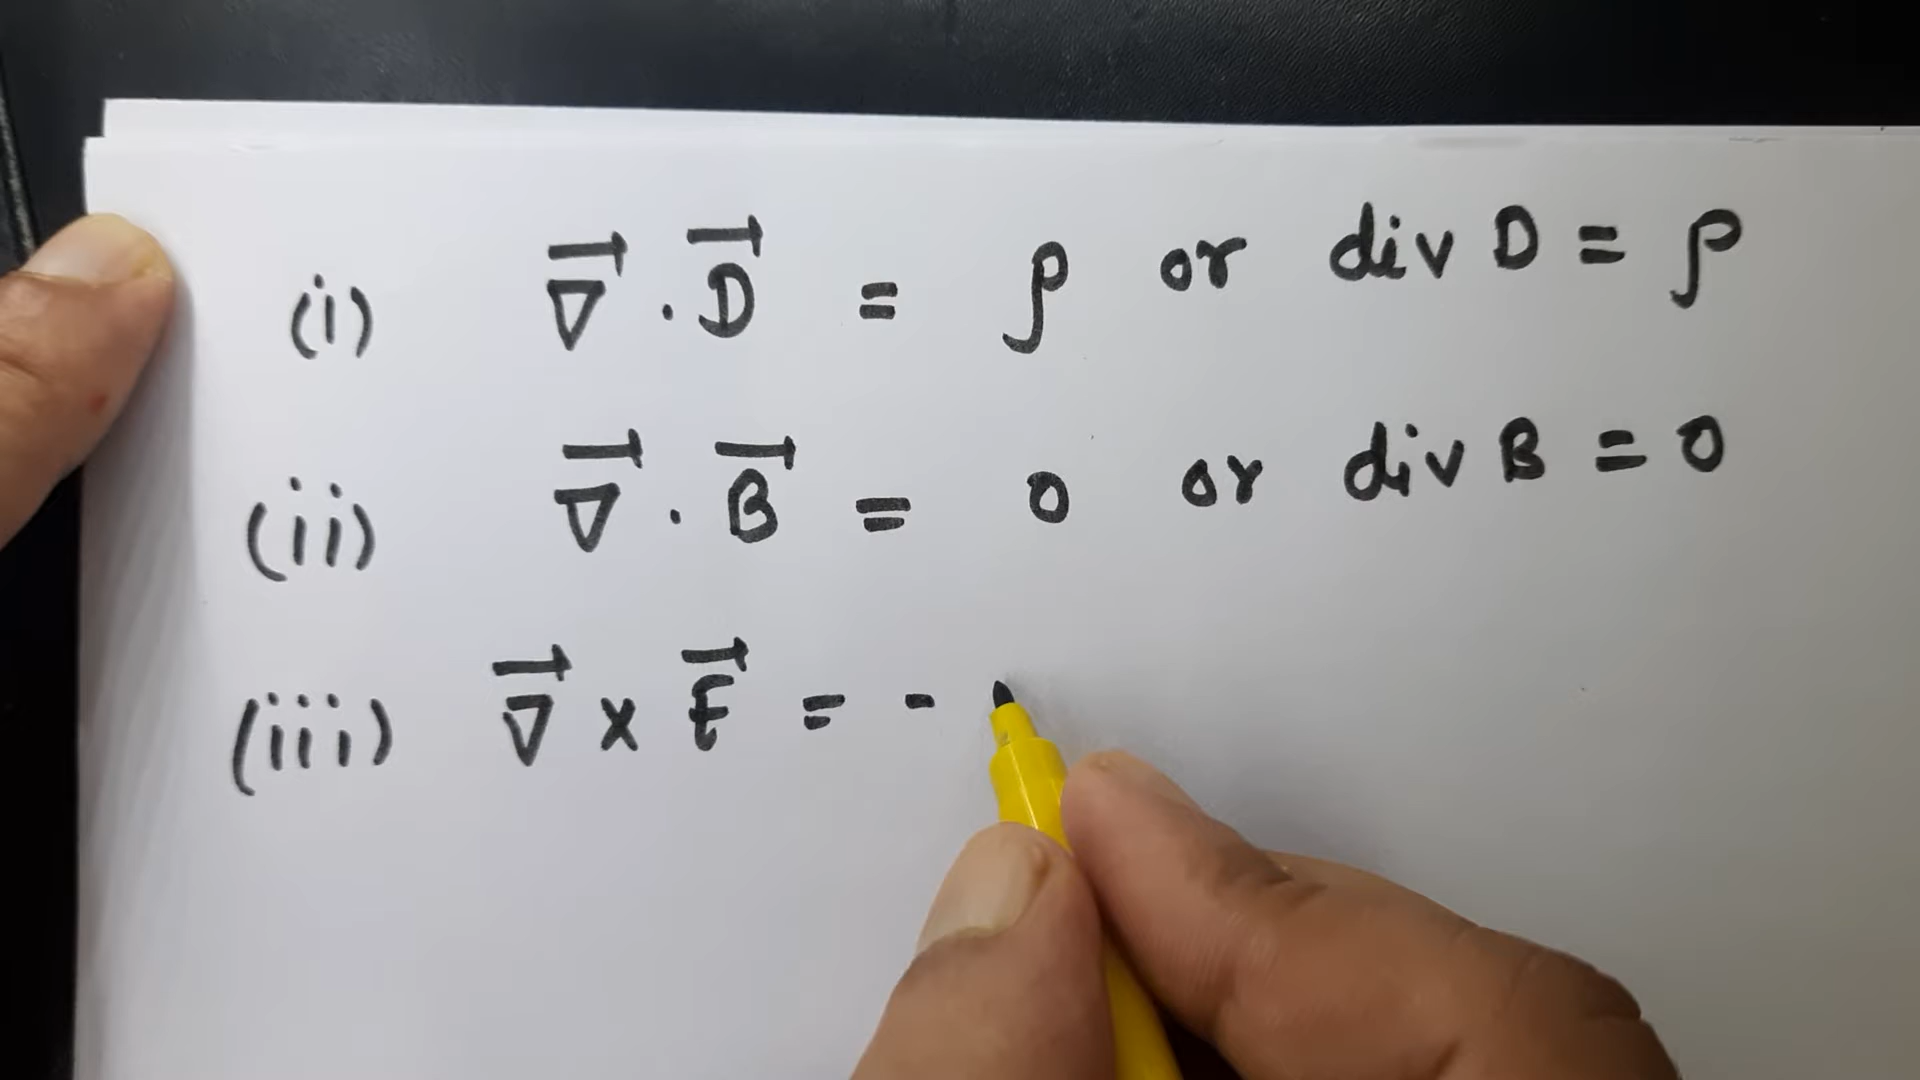 (i) ∇⃗ . D⃗ = ρ or div D = ρ
(ii) ∇⃗ . B⃗ = 0 or div B = 0
(iii) ∇⃗ x E⃗ = -